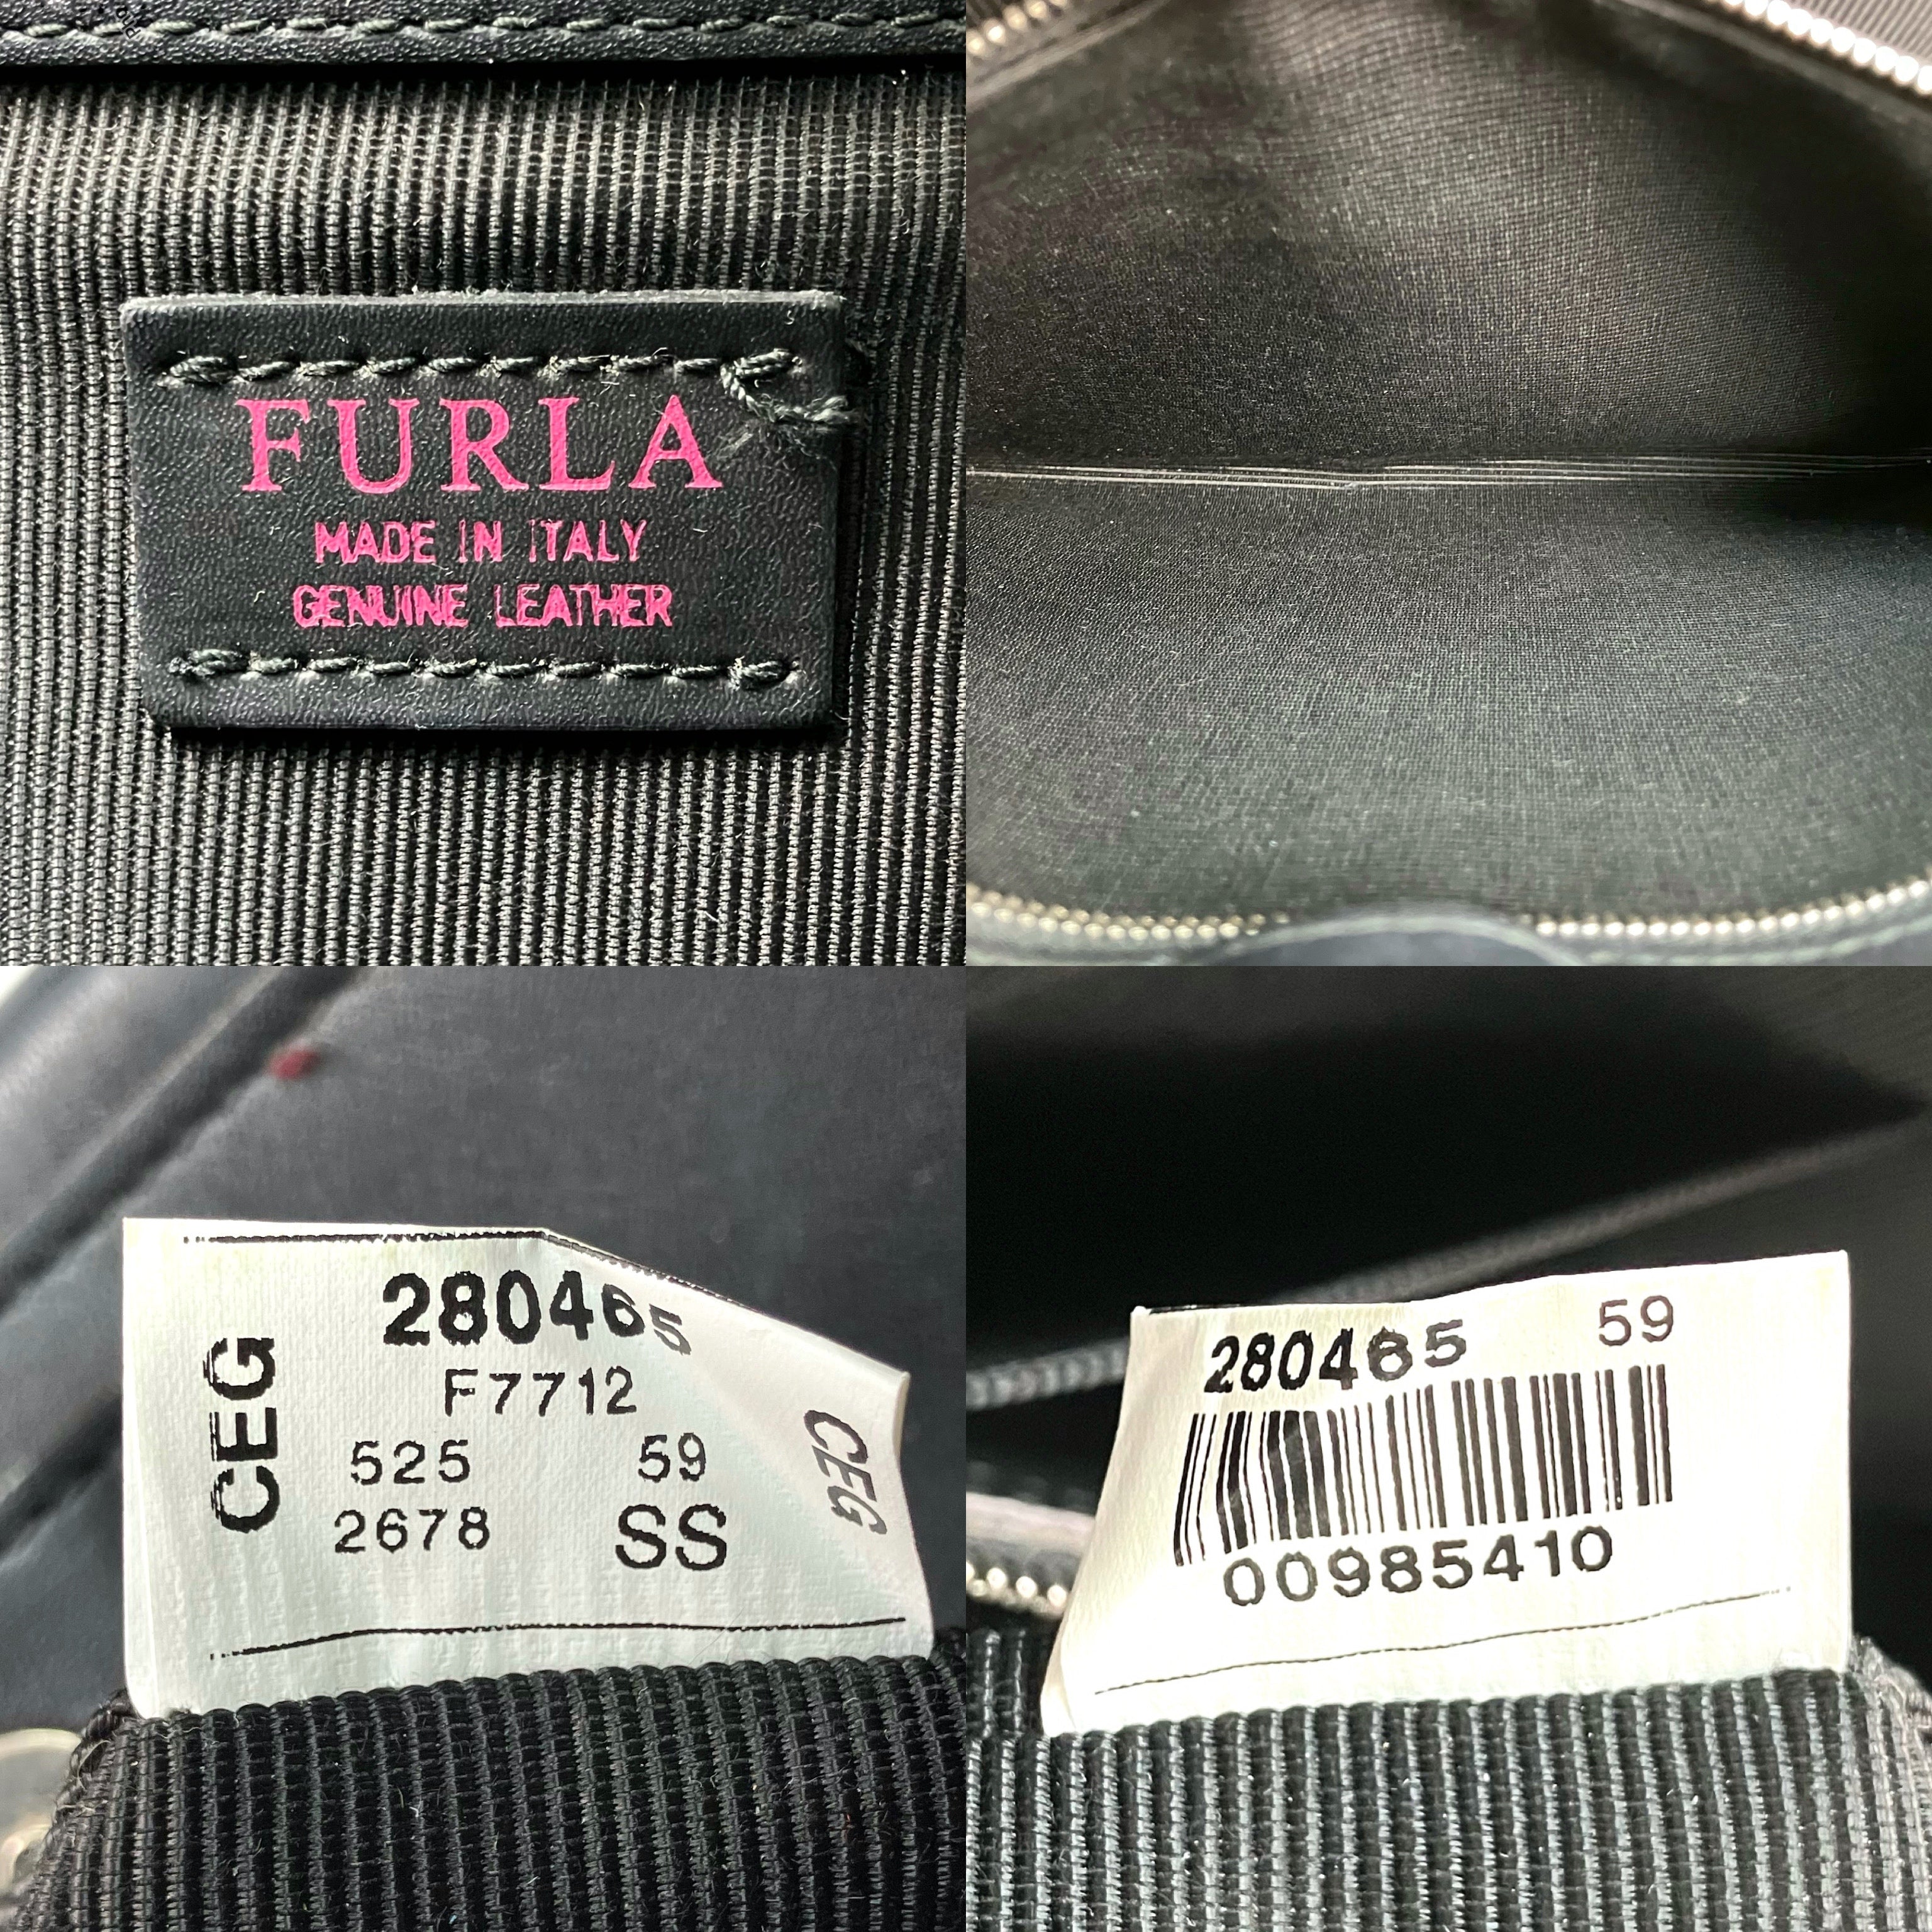 FURLA
MADE IN ITALY
GENUINE LEATHER
CEG
280465
F7712
525 59
2678 SS
CEG
280465 59
00985410